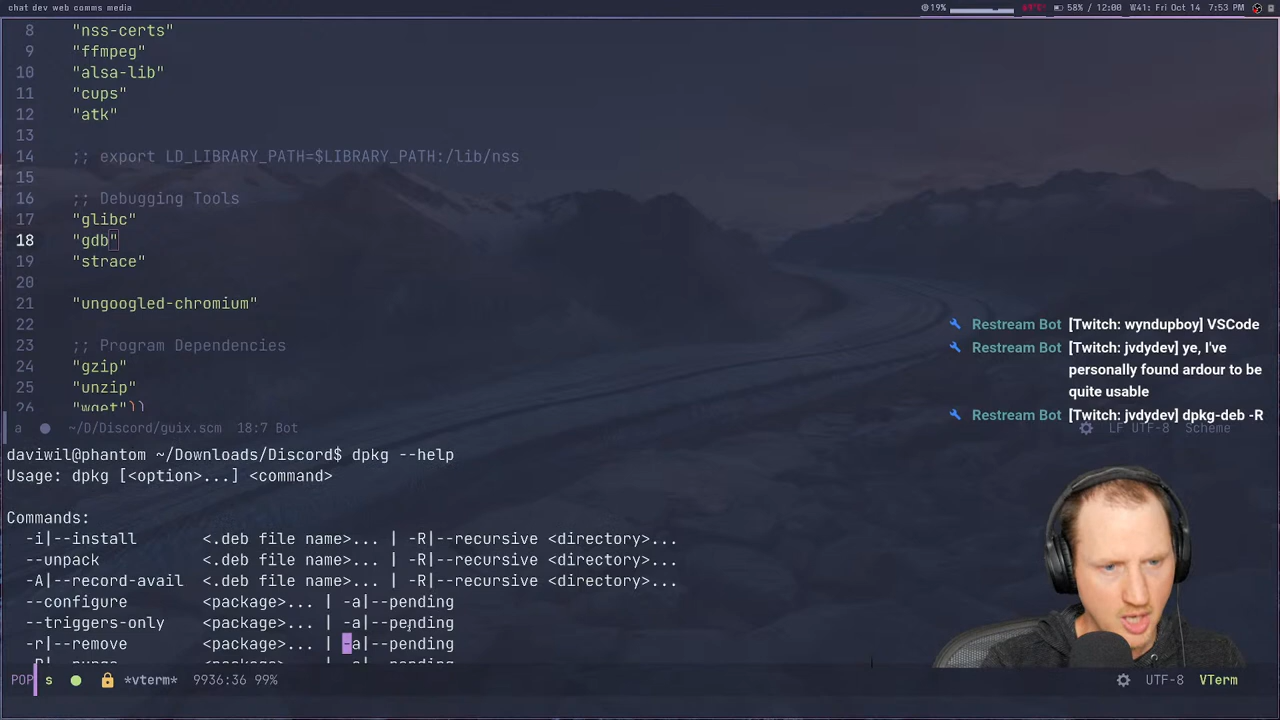 chat dev web comms media
19%
58% / 12:00
W41: Fri Oct 14
7:53 PM
8 "nss-certs"
9 "ffmpeg"
10 "alsa-lib"
11 "cups"
12 "atk"
13
14 ;; export LD_LIBRARY_PATH=$LIBRARY_PATH:/lib/nss
15
16 ;; Debugging Tools
17 "glibc"
18 "gdb"
19 "strace"
20
21 "ungoogled-chromium"
22
23 ;; Program Dependencies
24 "gzip"
25 "unzip"
26 "wget"))
Restream Bot [Twitch: wyndupboy] VSCode
Restream Bot [Twitch: jvdydev] ye, I've
personally found ardour to be
quite usable
Restream Bot [Twitch: jvdydev] dpkg-deb -R
a ~/D/Discord/guix.scm 18:7 Bot LF UTF-8 Scheme
daviwil@phantom ~/Downloads/Discord$ dpkg --help
Usage: dpkg [<option>...] <command>
Commands:
-i|--install <.deb file name>... | -R|--recursive <directory>...
--unpack <.deb file name>... | -R|--recursive <directory>...
-A|--record-avail <.deb file name>... | -R|--recursive <directory>...
--configure <package>... | -a|--pending
--triggers-only <package>... | -a|--pending
-r|--remove <package>... | -a|--pending
-P|--purge <package>... | -a|--pending
POP s *vterm* 9936:36 99% UTF-8 VTerm